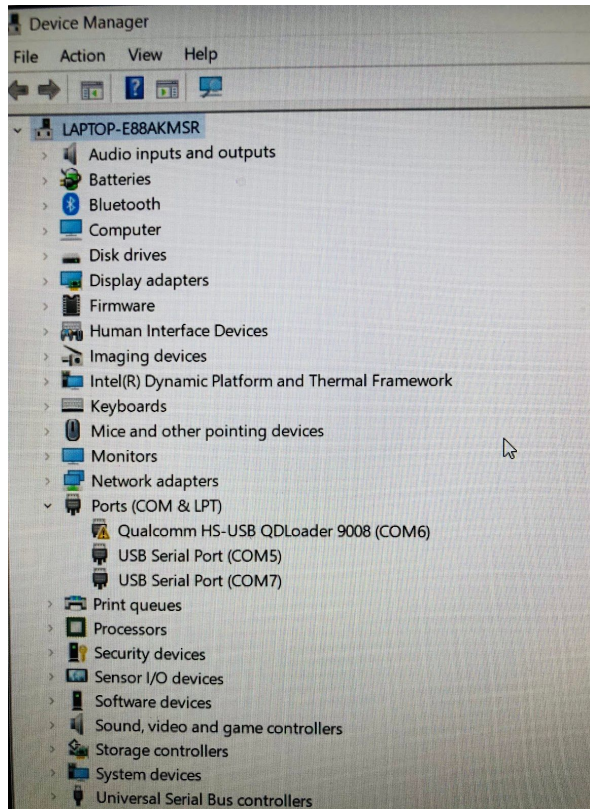 Device Manager
File Action View Help
LAPTOP-E88AKMSR
Audio inputs and outputs
Batteries
Bluetooth
Computer
Disk drives
Display adapters
Firmware
Human Interface Devices
Imaging devices
Intel(R) Dynamic Platform and Thermal Framework
Keyboards
Mice and other pointing devices
Monitors
Network adapters
Ports (COM & LPT)
Qualcomm HS-USB QDLoader 9008 (COM6)
USB Serial Port (COM5)
USB Serial Port (COM7)
Print queues
Processors
Security devices
Sensor I/O devices
Software devices
Sound, video and game controllers
Storage controllers
System devices
Universal Serial Bus controllers